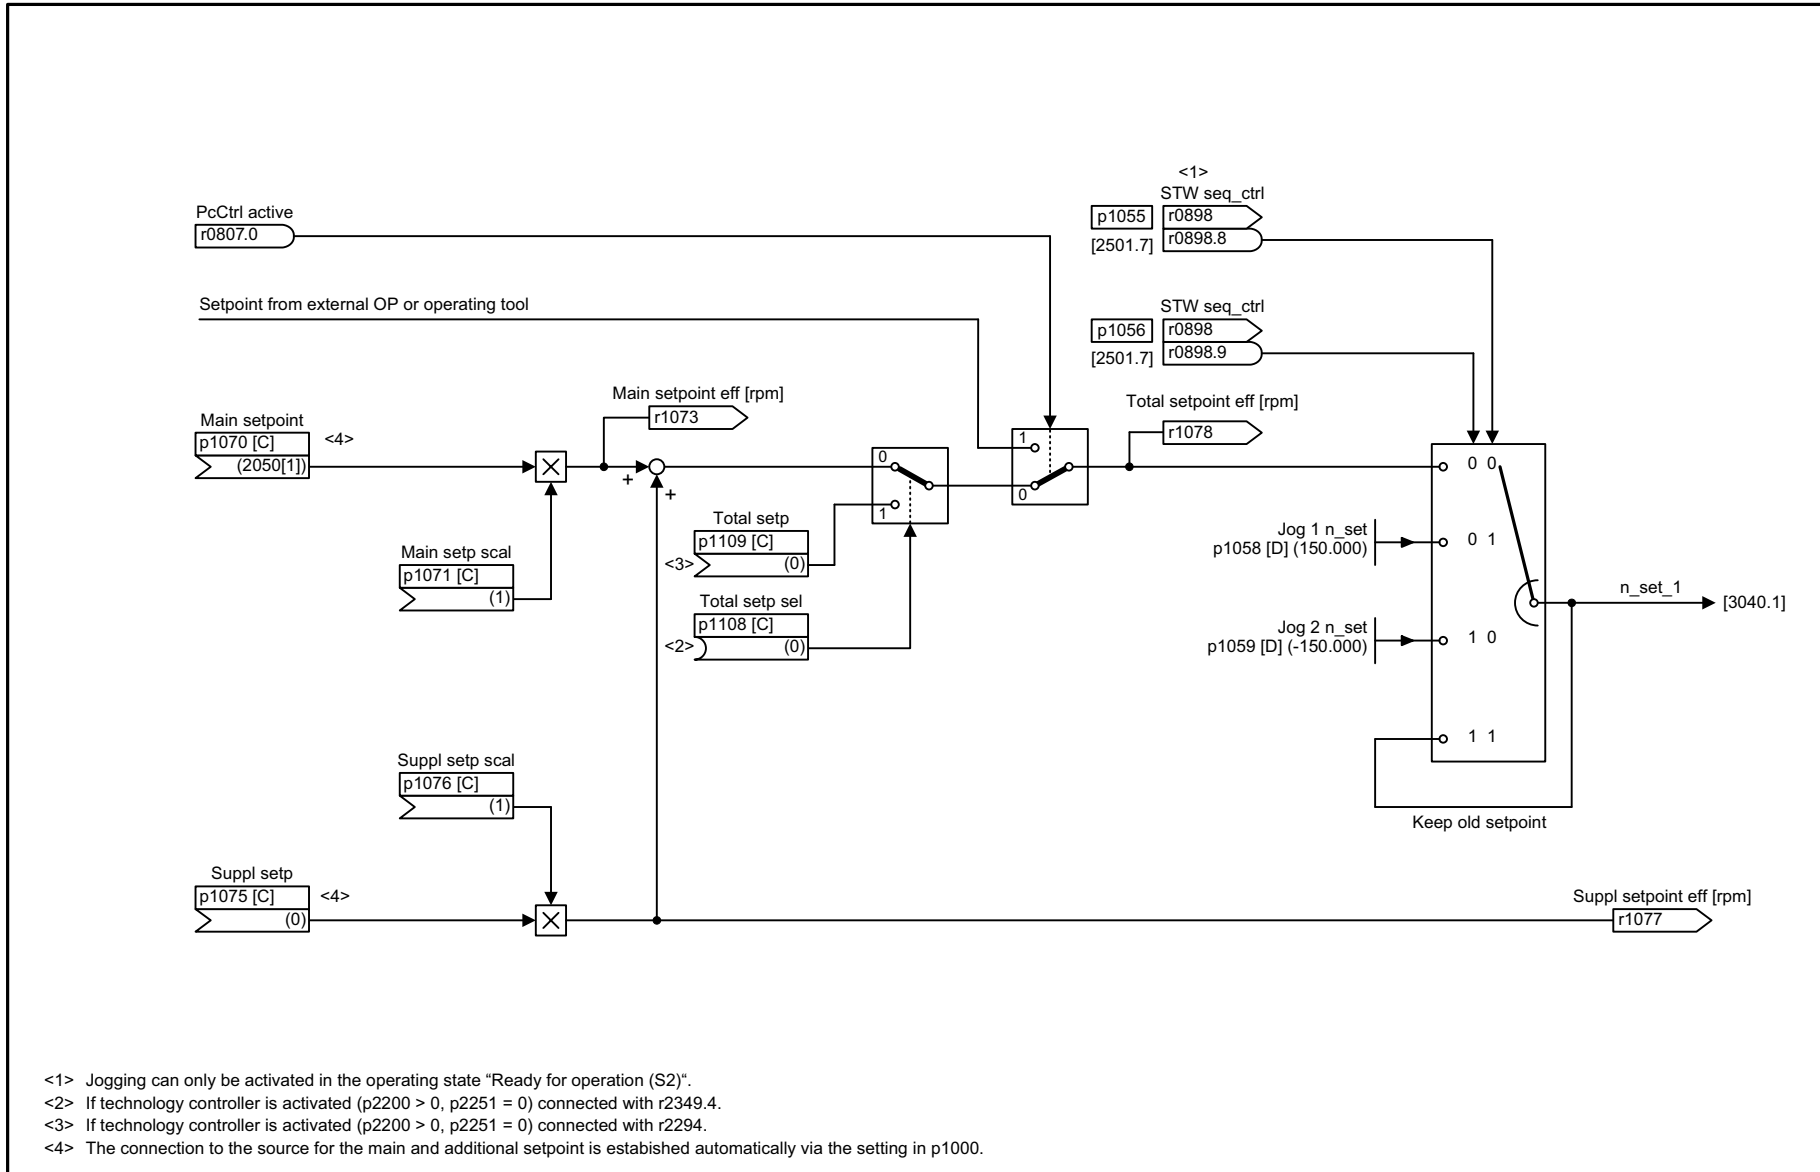 <1>
STW seq_ctrl
p1055
r0898
[2501.7]
r0898.8
PcCtrl active
r0807.0
Setpoint from external OP or operating tool
STW seq_ctrl
p1056
r0898
[2501.7]
r0898.9
Main setpoint eff [rpm]
r1073
Total setpoint eff [rpm]
r1078
Main setpoint
p1070 [C]
<4>
(2050[1])
+
+
0
1
1
0
0 0
Total setp
p1109 [C]
<3>
(0)
Jog 1 n_set
p1058 [D] (150.000)
0 1
Main setp scal
p1071 [C]
(1)
Total setp sel
p1108 [C]
<2>
(0)
n_set_1
[3040.1]
Jog 2 n_set
p1059 [D] (-150.000)
1 0
1 1
Keep old setpoint
Suppl setp scal
p1076 [C]
(1)
Suppl setp
p1075 [C]
<4>
(0)
Suppl setpoint eff [rpm]
r1077
<1> Jogging can only be activated in the operating state “Ready for operation (S2)“.
<2> If technology controller is activated (p2200 > 0, p2251 = 0) connected with r2349.4.
<3> If technology controller is activated (p2200 > 0, p2251 = 0) connected with r2294.
<4> The connection to the source for the main and additional setpoint is estabished automatically via the setting in p1000.